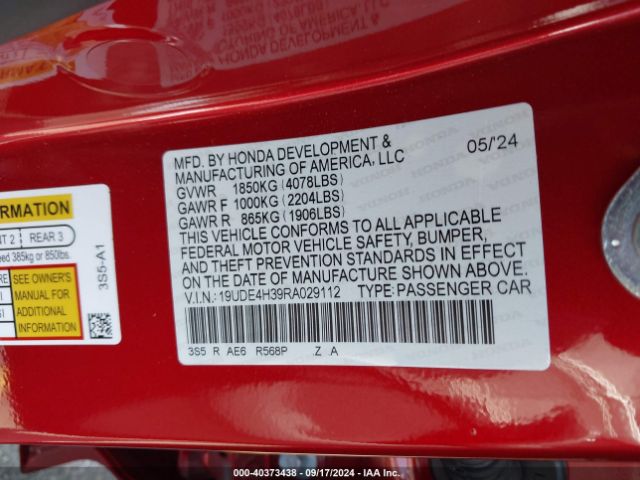 MFD. BY HONDA DEVELOPMENT & 05/'24
MANUFACTURING OF AMERICA, LLC
GVWR 1850KG (4078LBS)
GAWR F 1000KG (2204LBS)
GAWR R 865KG (1906LBS)
THIS VEHICLE CONFORMS TO ALL APPLICABLE
FEDERAL MOTOR VEHICLE SAFETY, BUMPER,
AND THEFT PREVENTION STANDARDS IN EFFECT
ON THE DATE OF MANUFACTURE SHOWN ABOVE.
V.I.N.: 19UDE4H39RA029112 TYPE: PASSENGER CAR
3S5 R AE6 R568P Z A
ORMATION
2 REAR 3
385kg or 850lbs.
SEE OWNER'S
MANUAL FOR
ADDITIONAL
INFORMATION
3S5-A1
000-40373438 - 09/17/2024 - IAA Inc.